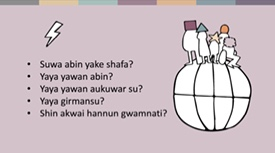 • Suwa abin yake shafa?
• Yaya yawan abin?
• Yaya yawan aukuwar su?
• Yaya girmansu?
• Shin akwai hannun gwamnati?